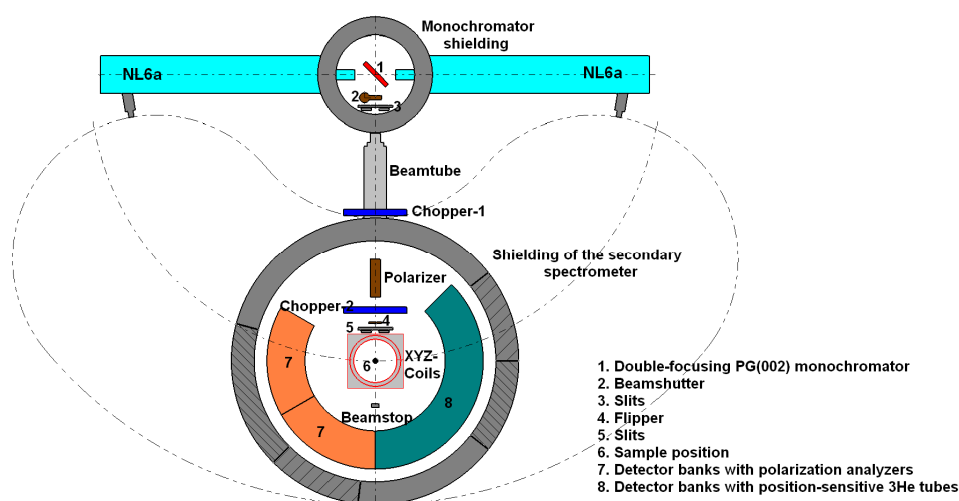 Monochromator
shielding
NL6a
1
NL6a
2
3
Beamtube
Chopper-1
Shielding of the secondary
spectrometer
Polarizer
Chopper-2
4
5
XYZ-
Coils
7
6
8
Beamstop
7
1. Double-focusing PG(002) monochromator
2. Beamshutter
3. Slits
4. Flipper
5. Slits
6. Sample position
7. Detector banks with polarization analyzers
8. Detector banks with position-sensitive 3He tubes